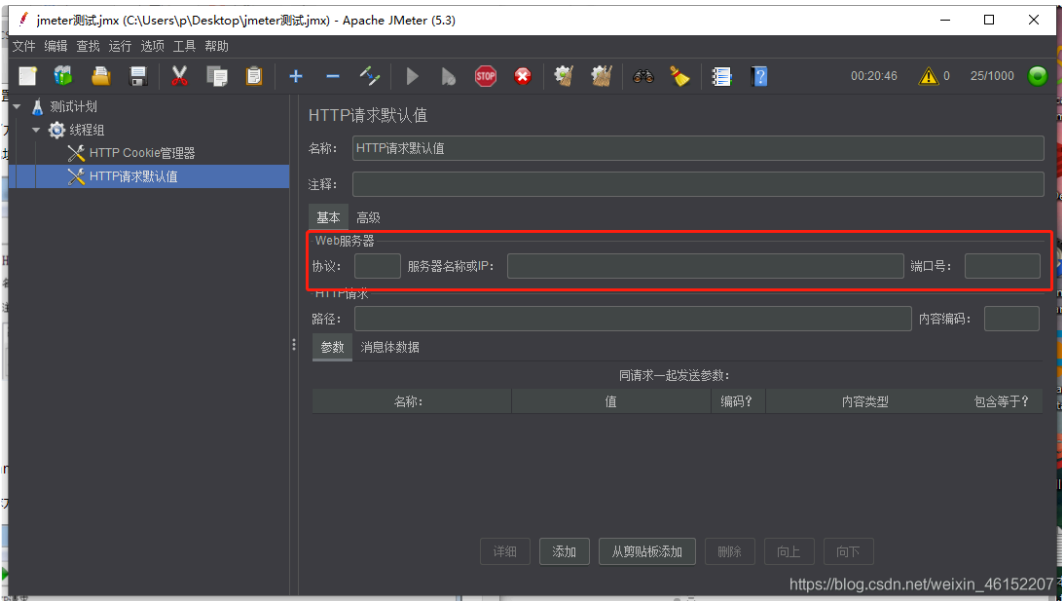 jmeter测试.jmx (C:\Users\p\Desktop\jmeter测试.jmx) - Apache JMeter (5.3)
文件 编辑 查找 运行 选项 工具 帮助
STOP 00:20:46 0 25/1000
测试计划
线程组
HTTP Cookie管理器
HTTP请求默认值
HTTP请求默认值
名称: HTTP请求默认值
注释:
基本 高级
Web服务器
协议: 服务器名称或IP: 端口号:
HTTP请求
路径: 内容编码:
参数 消息体数据
同请求一起发送参数:
名称: 值 编码? 内容类型 包含等于?
详细 添加 从剪贴板添加 删除 向上 向下
https://blog.csdn.net/weixin_46152207